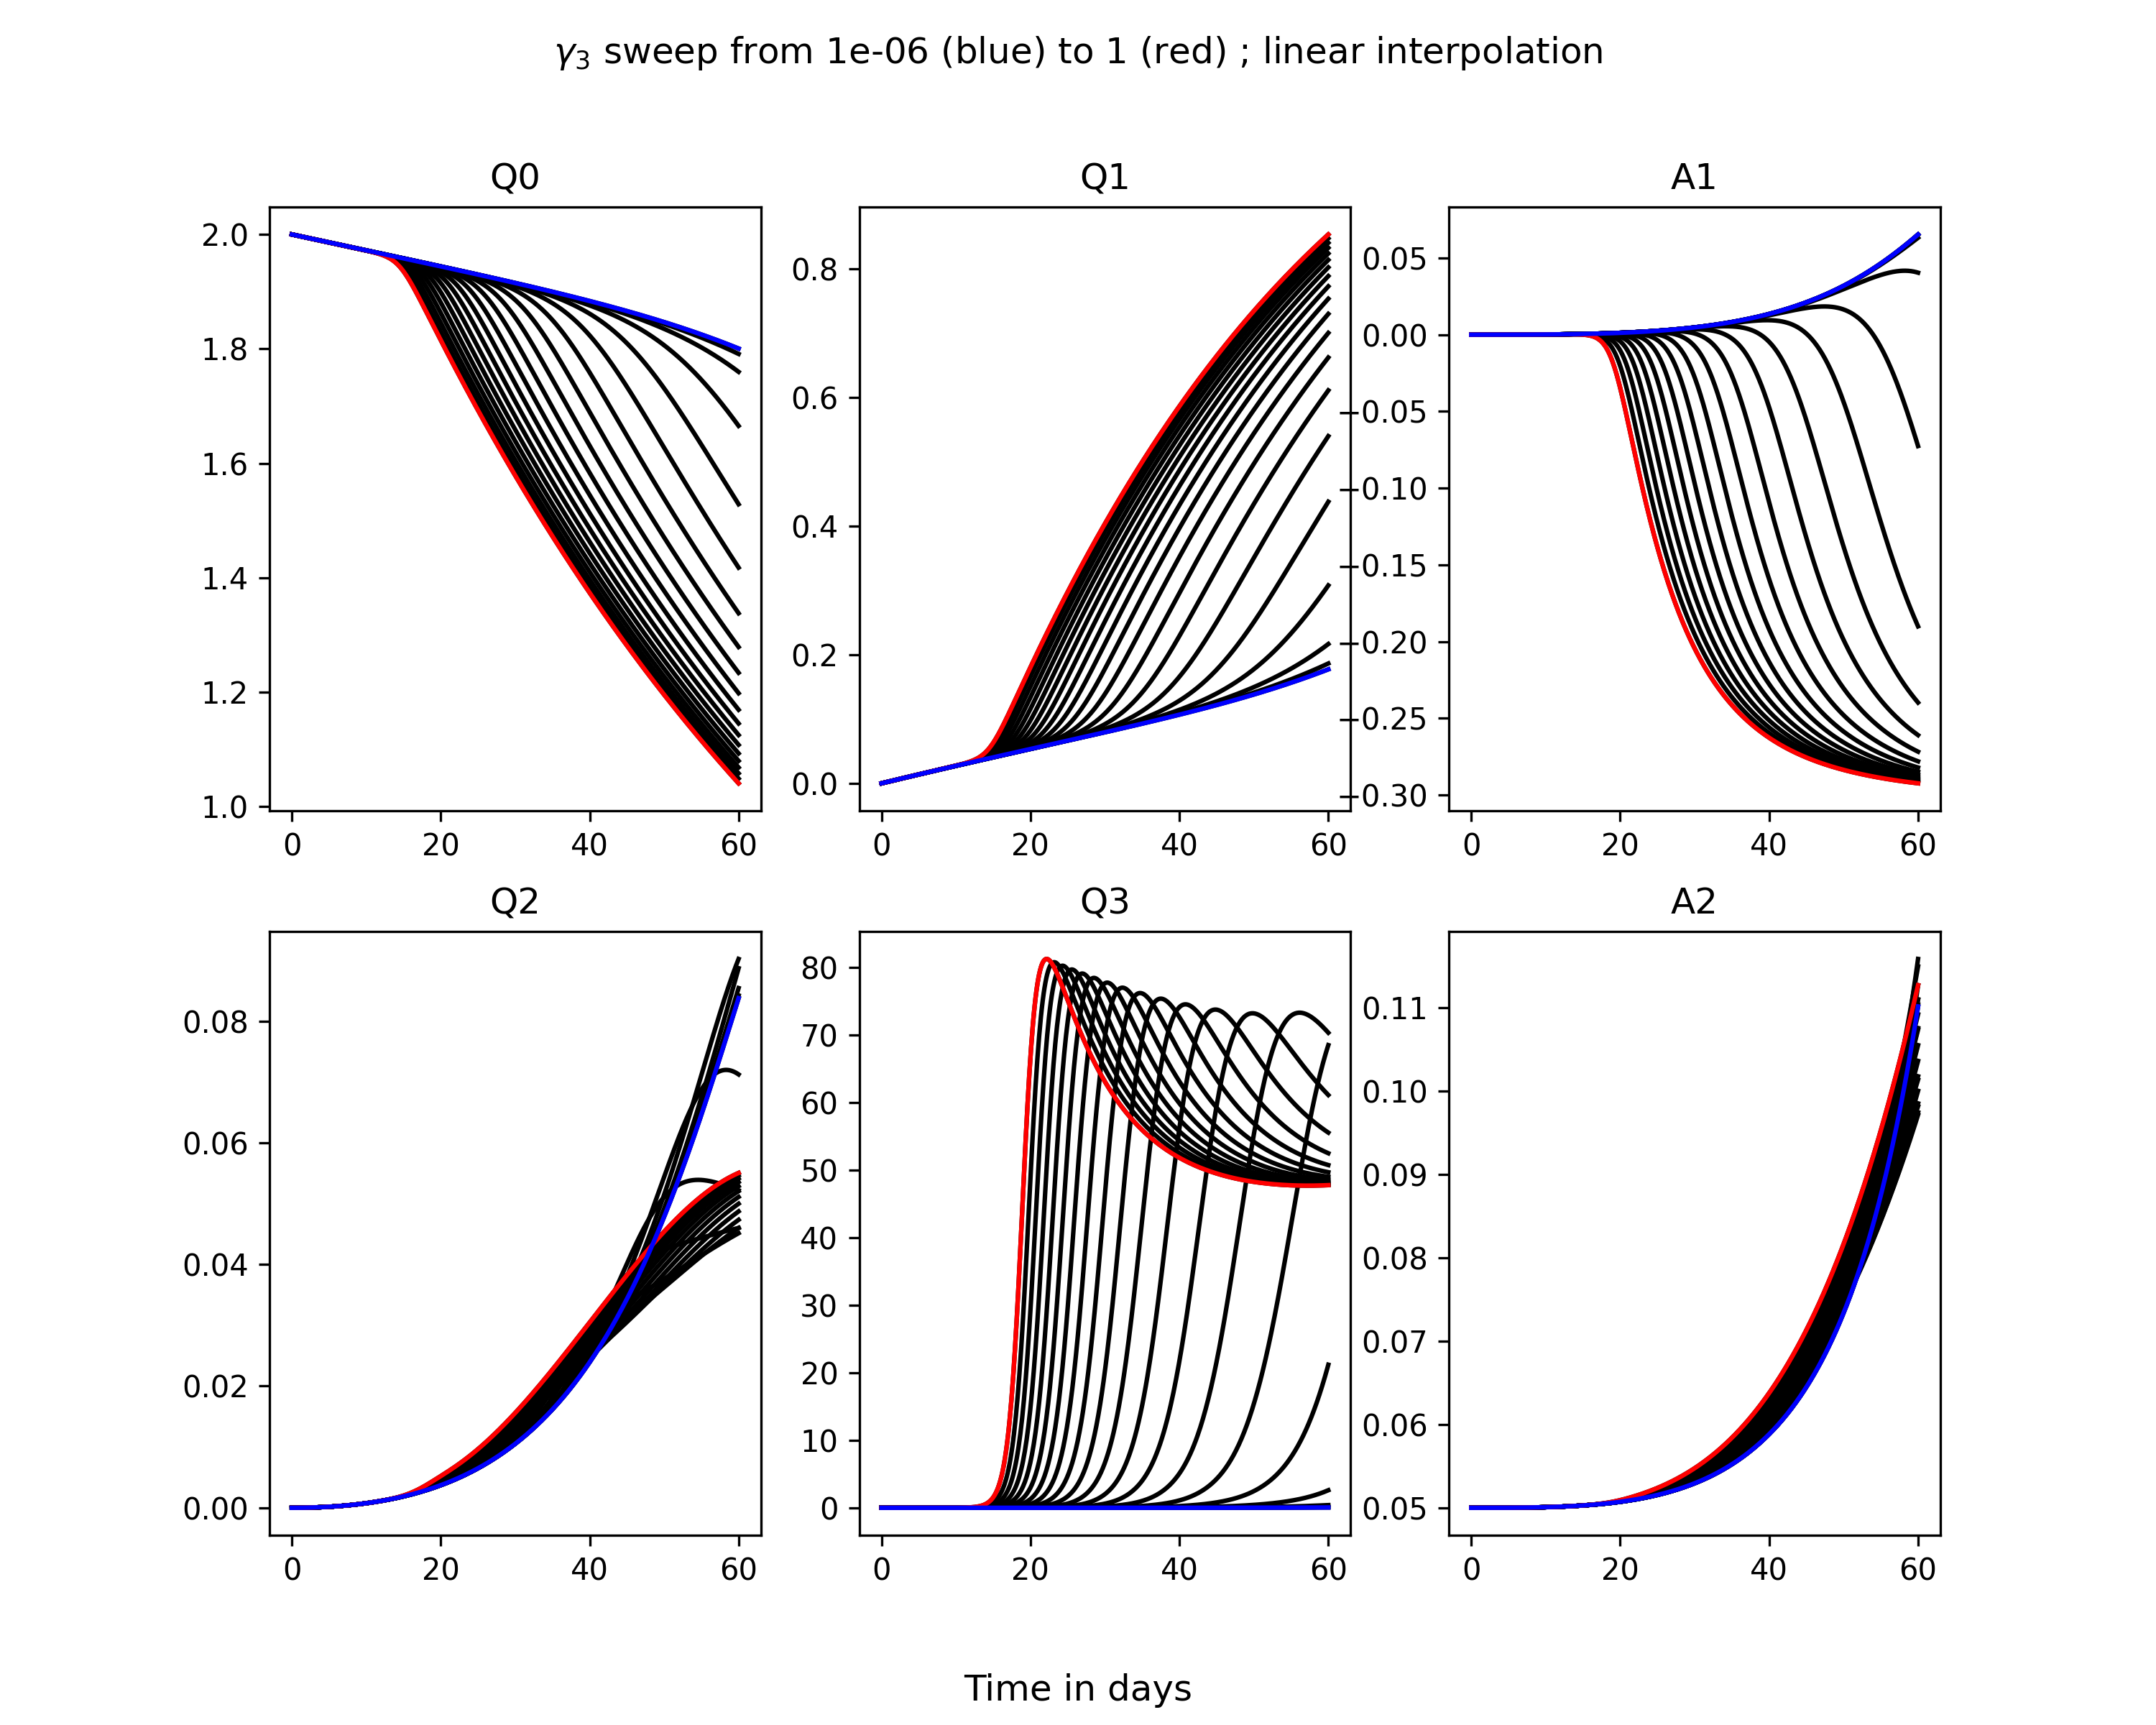 γ₃ sweep from 1e-06 (blue) to 1 (red) ; linear interpolation
Q0
2.0
1.8
1.6
1.4
1.2
1.0
0 20 40 60
Q1
0.8
0.6
0.4
0.2
0.0
0 20 40 60
A1
0.05
0.00
−0.05
−0.10
−0.15
−0.20
−0.25
−0.30
0 20 40 60
Q2
0.08
0.06
0.04
0.02
0.00
0 20 40 60
Q3
80
70
60
50
40
30
20
10
0
0 20 40 60
A2
0.11
0.10
0.09
0.08
0.07
0.06
0.05
0 20 40 60
Time in days